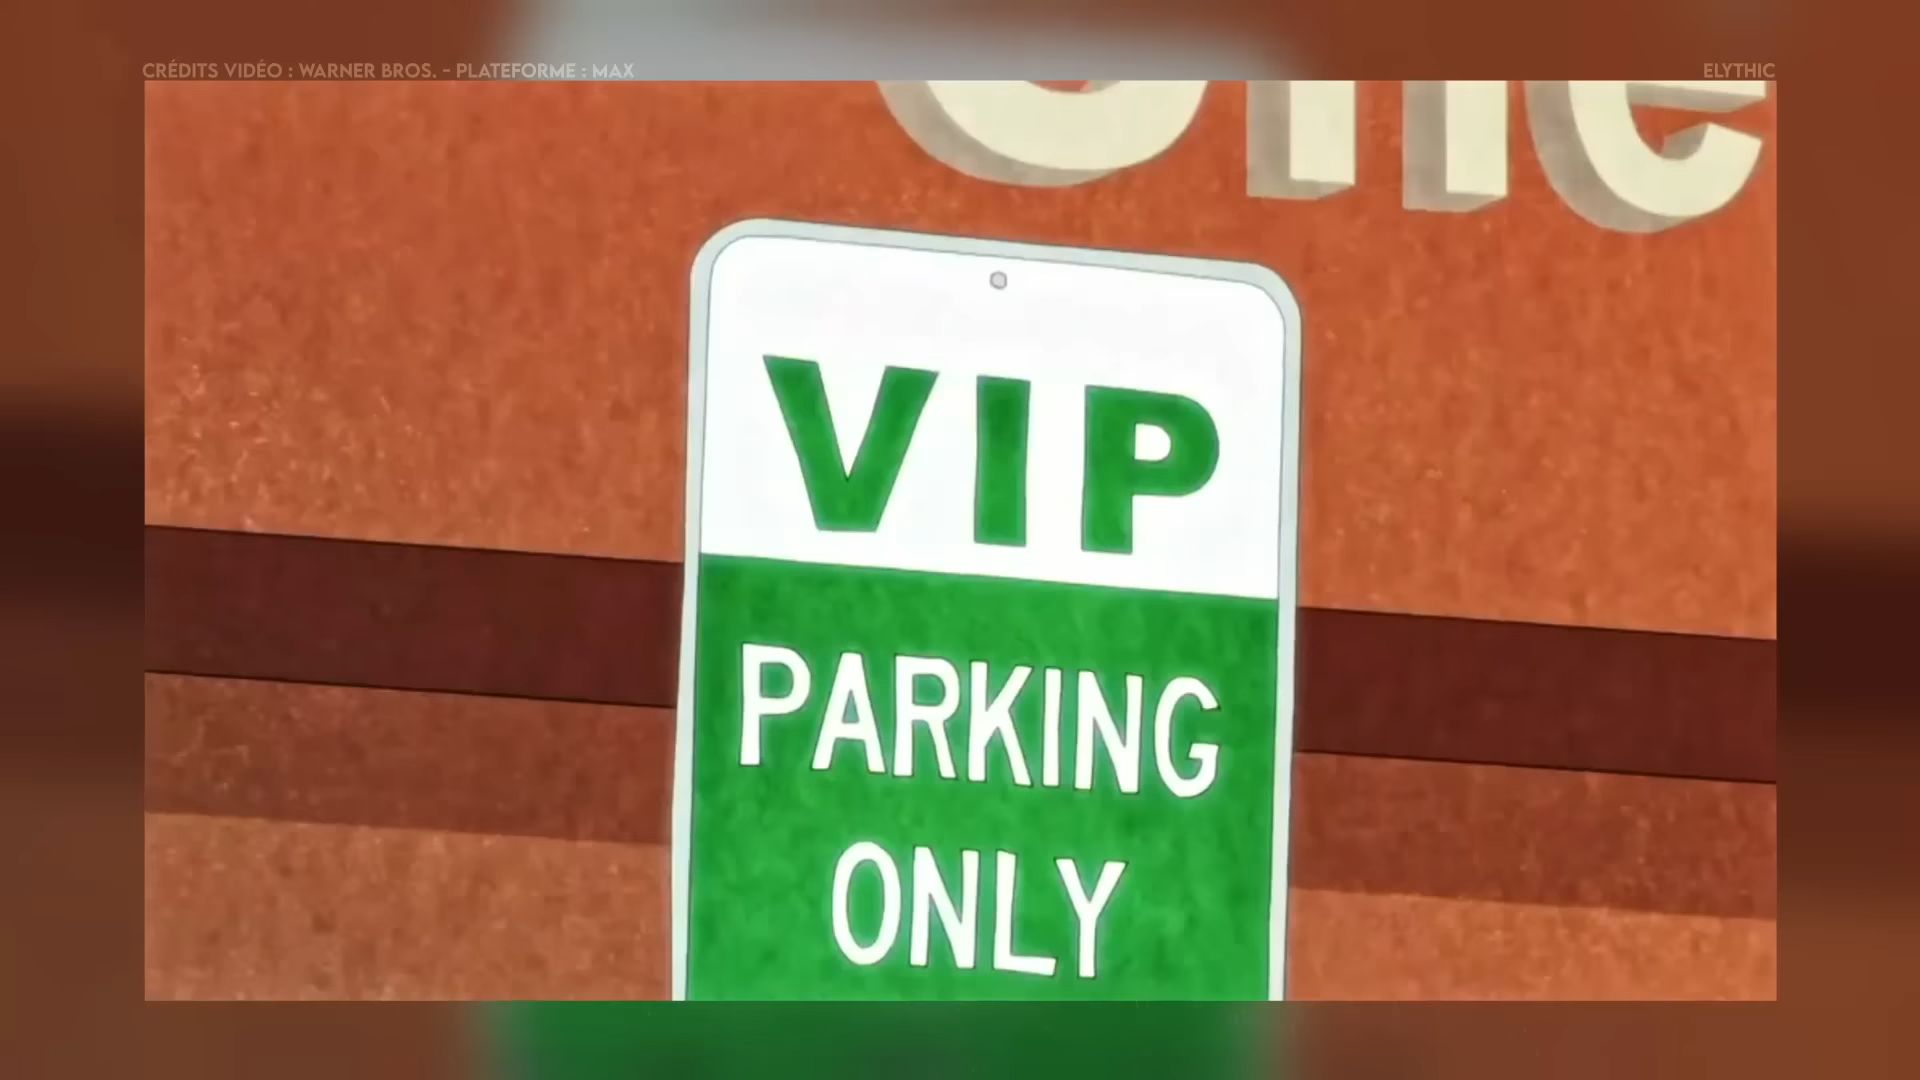 CRÉDITS VIDÉO : WARNER BROS. - PLATEFORME : MAX
ELYTHIC
VIP
PARKING
ONLY